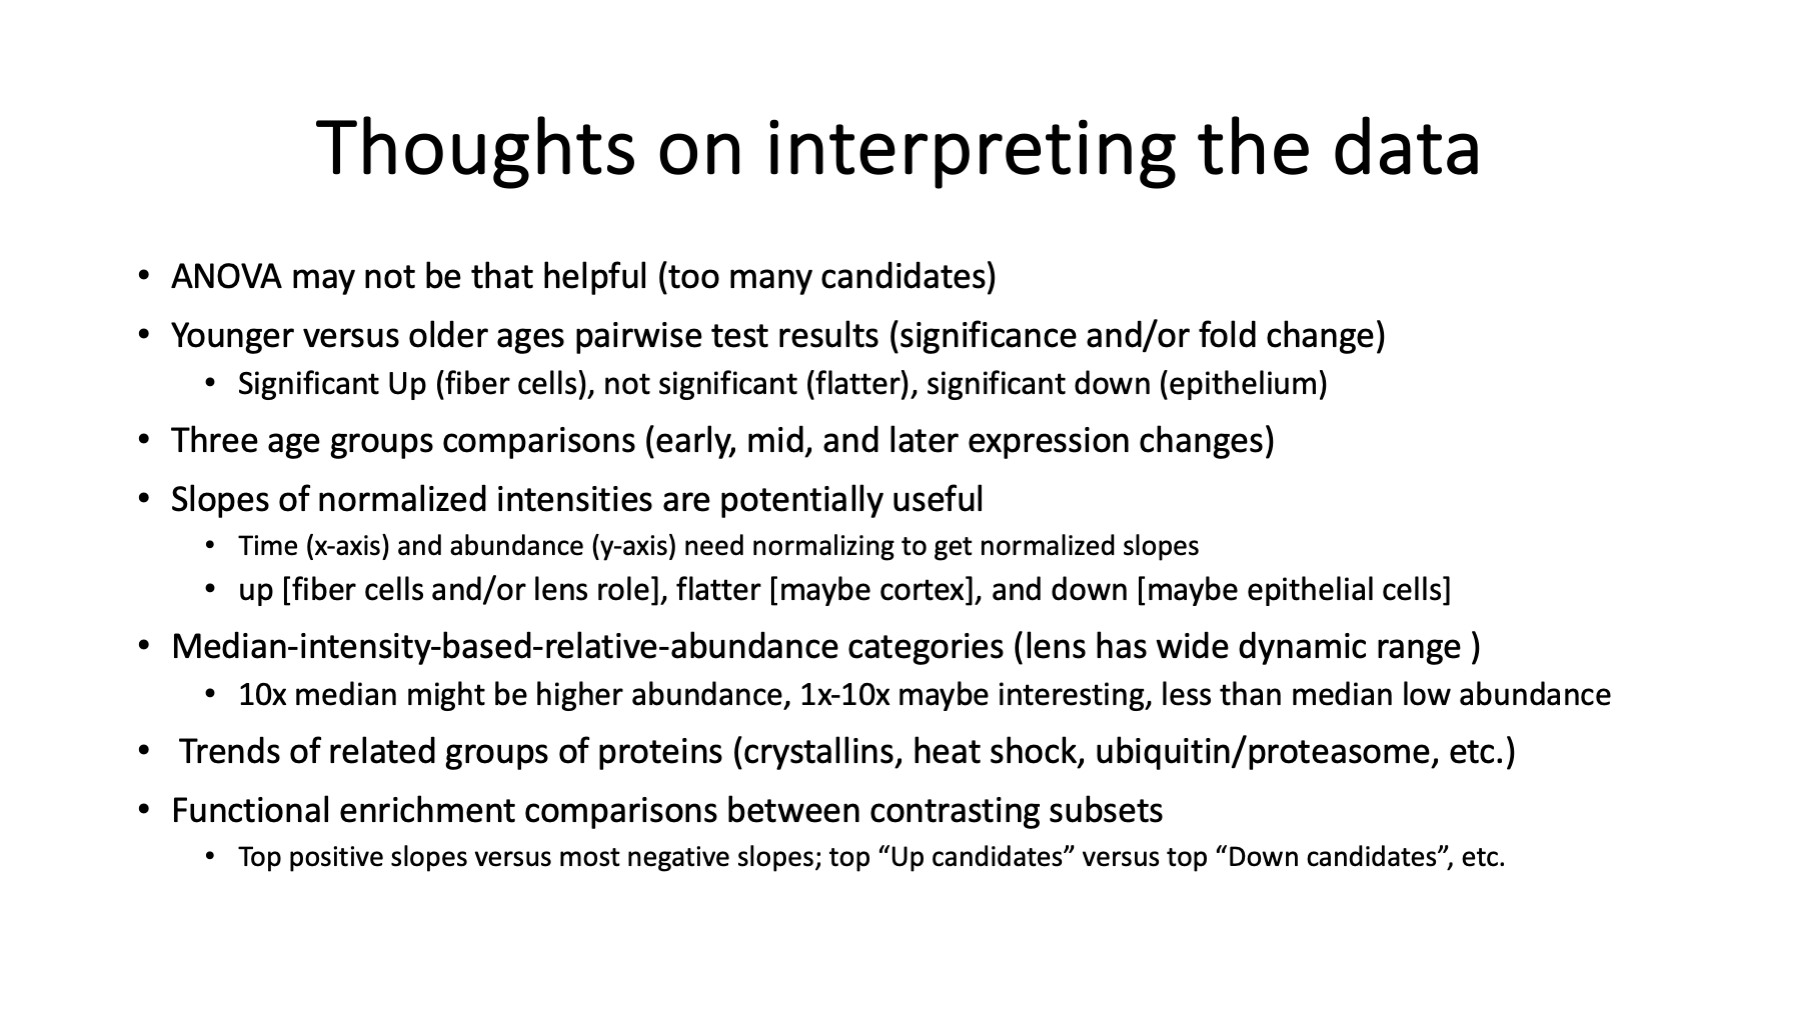 Thoughts on interpreting the data
• ANOVA may not be that helpful (too many candidates)
• Younger versus older ages pairwise test results (significance and/or fold change)
• Significant Up (fiber cells), not significant (flatter), significant down (epithelium)
• Three age groups comparisons (early, mid, and later expression changes)
• Slopes of normalized intensities are potentially useful
• Time (x-axis) and abundance (y-axis) need normalizing to get normalized slopes
• up [fiber cells and/or lens role], flatter [maybe cortex], and down [maybe epithelial cells]
• Median-intensity-based-relative-abundance categories (lens has wide dynamic range )
• 10x median might be higher abundance, 1x-10x maybe interesting, less than median low abundance
• Trends of related groups of proteins (crystallins, heat shock, ubiquitin/proteasome, etc.)
• Functional enrichment comparisons between contrasting subsets
• Top positive slopes versus most negative slopes; top “Up candidates” versus top “Down candidates”, etc.